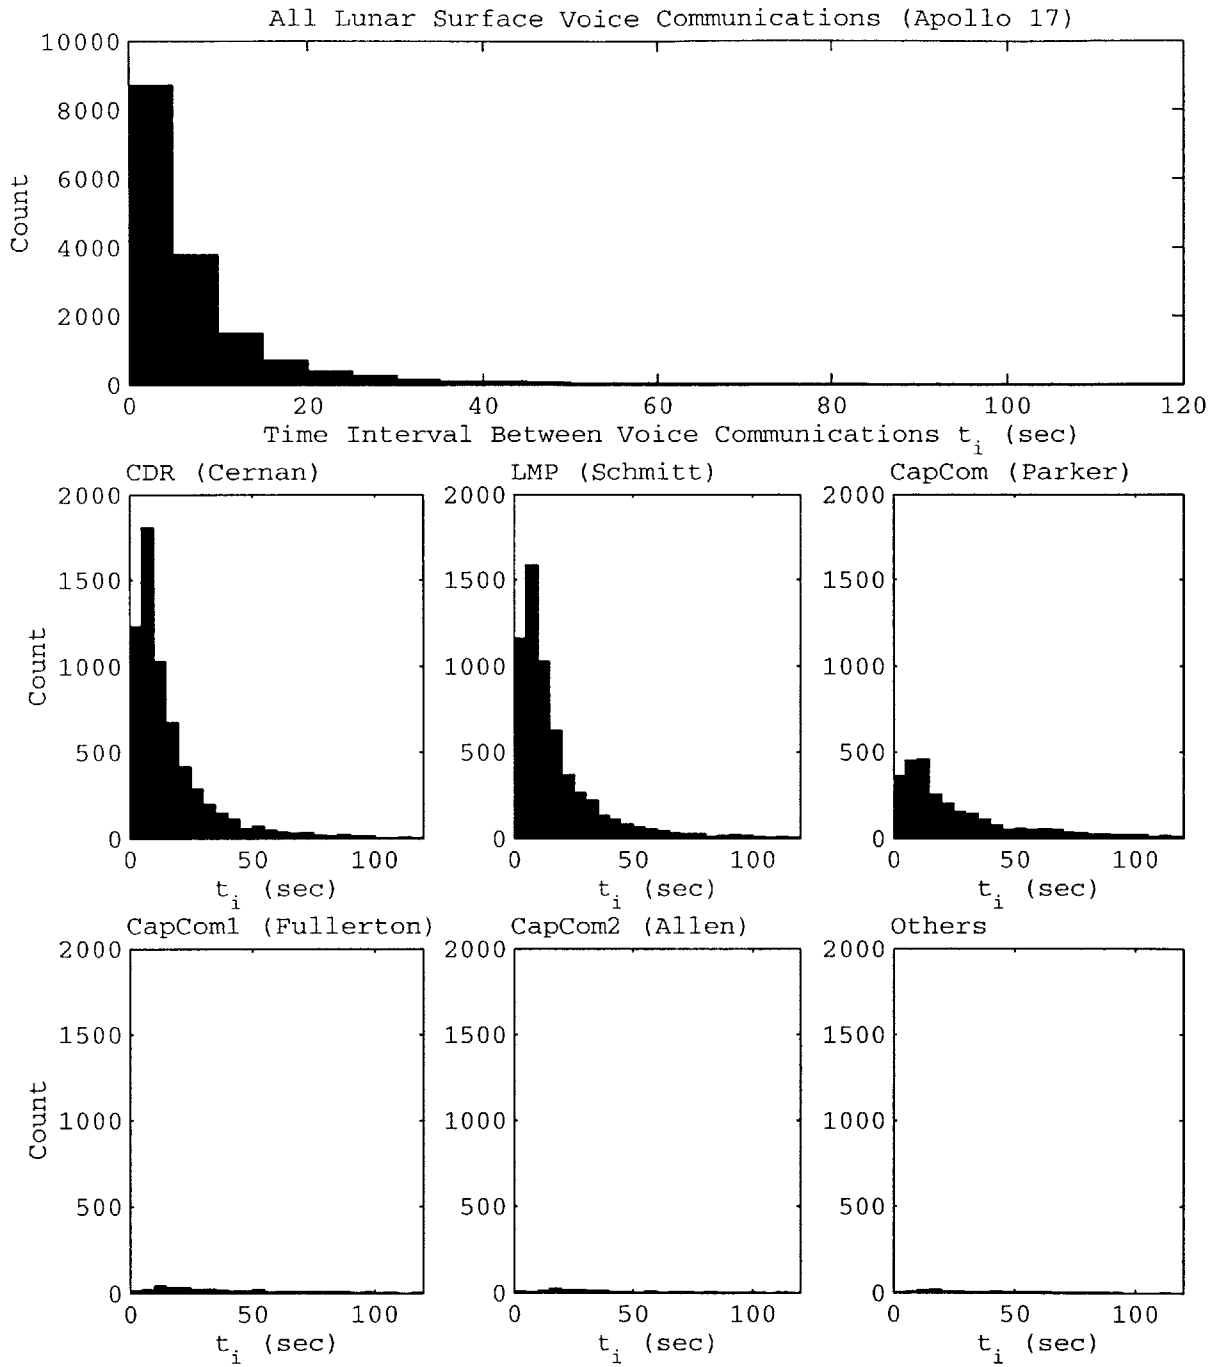 All Lunar Surface Voice Communications (Apollo 17)
10000
8000
6000
4000
2000
0
Count
0 20 40 60 80 100 120
Time Interval Between Voice Communications t_i (sec)
CDR (Cernan)
2000
1500
1000
500
0
Count
0 50 100
t_i (sec)
LMP (Schmitt)
2000
1500
1000
500
0
0 50 100
t_i (sec)
CapCom (Parker)
2000
1500
1000
500
0
0 50 100
t_i (sec)
CapCom1 (Fullerton)
2000
1500
1000
500
0
Count
0 50 100
t_i (sec)
CapCom2 (Allen)
2000
1500
1000
500
0
0 50 100
t_i (sec)
Others
2000
1500
1000
500
0
0 50 100
t_i (sec)